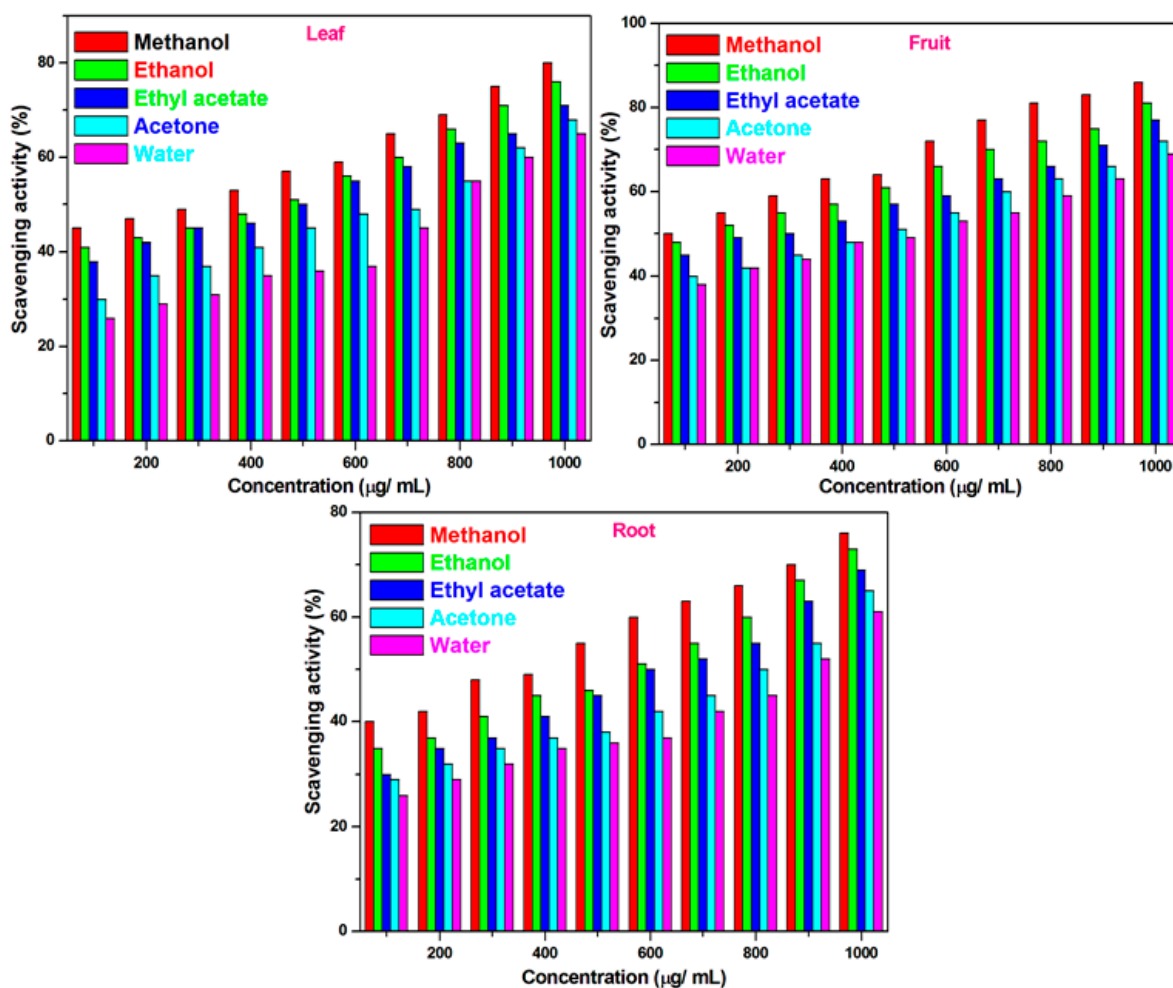 Leaf
Methanol
Ethanol
Ethyl acetate
Acetone
Water
Scavenging activity (%)
80
60
40
20
0
200 400 600 800 1000
Concentration (µg/ mL)
Fruit
Methanol
Ethanol
Ethyl acetate
Acetone
Water
Scavenging activity (%)
100
80
60
40
20
0
200 400 600 800 1000
Concentration (µg/ mL)
Root
Methanol
Ethanol
Ethyl acetate
Acetone
Water
Scavenging activity (%)
80
60
40
20
0
200 400 600 800 1000
Concentration (µg/ mL)